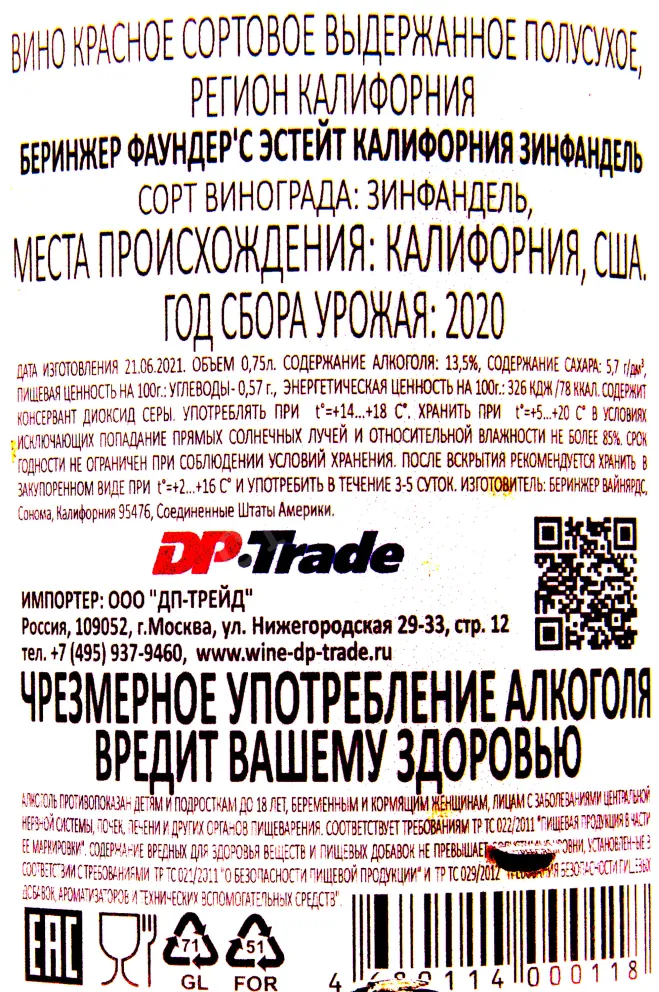 ВИНО КРАСНОЕ СОРТОВОЕ ВЫДЕРЖАННОЕ ПОЛУСУХОЕ,
РЕГИОН КАЛИФОРНИЯ
БЕРИНЖЕР ФАУНДЕР'С ЭСТЕЙТ КАЛИФОРНИЯ ЗИНФАНДЕЛЬ
СОРТ ВИНОГРАДА: ЗИНФАНДЕЛЬ,
МЕСТА ПРОИСХОЖДЕНИЯ: КАЛИФОРНИЯ, США.
ГОД СБОРА УРОЖАЯ: 2020
ДАТА ИЗГОТОВЛЕНИЯ 21.06.2021. ОБЪЕМ 0,75л. СОДЕРЖАНИЕ АЛКОГОЛЯ: 13,5%, СОДЕРЖАНИЕ САХАРА: 5,7 г/дм³,
ПИЩЕВАЯ ЦЕННОСТЬ НА 100г.: УГЛЕВОДЫ- 0,57 г., ЭНЕРГЕТИЧЕСКАЯ ЦЕННОСТЬ НА 100г.: 326 КДЖ /78 ККАЛ. СОДЕРЖИТ
КОНСЕРВАНТ ДИОКСИД СЕРЫ. УПОТРЕБЛЯТЬ ПРИ t°=+14...+18 С°. ХРАНИТЬ ПРИ t°=+5...+20 С° В УСЛОВИЯХ
ИСКЛЮЧАЮЩИХ ПОПАДАНИЕ ПРЯМЫХ СОЛНЕЧНЫХ ЛУЧЕЙ И ОТНОСИТЕЛЬНОЙ ВЛАЖНОСТИ НЕ БОЛЕЕ 85%. СРОК
ГОДНОСТИ НЕ ОГРАНИЧЕН ПРИ СОБЛЮДЕНИИ УСЛОВИЙ ХРАНЕНИЯ. ПОСЛЕ ВСКРЫТИЯ РЕКОМЕНДУЕТСЯ ХРАНИТЬ В
ЗАКУПОРЕННОМ ВИДЕ ПРИ t°=+2...+16 С° И УПОТРЕБИТЬ В ТЕЧЕНИЕ 3-5 СУТОК. ИЗГОТОВИТЕЛЬ: БЕРИНЖЕР ВАЙНЯРДС,
Сонома, Калифорния 95476, Соединенные Штаты Америки.
DP-Trade
ИМПОРТЕР: ООО "ДП-ТРЕЙД"
Россия, 109052, г.Москва, ул. Нижегородская 29-33, стр. 12
тел. +7 (495) 937-9460, www.wine-dp-trade.ru
ЧРЕЗМЕРНОЕ УПОТРЕБЛЕНИЕ АЛКОГОЛЯ
ВРЕДИТ ВАШЕМУ ЗДОРОВЬЮ
АЛКОГОЛЬ ПРОТИВОПОКАЗАН ДЕТЯМ И ПОДРОСТКАМ ДО 18 ЛЕТ, БЕРЕМЕННЫМ И КОРМЯЩИМ ЖЕНЩИНАМ, ЛИЦАМ С ЗАБОЛЕВАНИЯМИ ЦЕНТРАЛЬНОЙ
НЕРВНОЙ СИСТЕМЫ, ПОЧЕК, ПЕЧЕНИ И ДРУГИХ ОРГАНОВ ПИЩЕВАРЕНИЯ. СООТВЕТСТВУЕТ ТРЕБОВАНИЯМ ТР ТС 022/2011 "ПИЩЕВАЯ ПРОДУКЦИЯ В ЧАСТИ
ЕЕ МАРКИРОВКИ". СОДЕРЖАНИЕ ВРЕДНЫХ ДЛЯ ЗДОРОВЬЯ ВЕЩЕСТВ И ПИЩЕВЫХ ДОБАВОК НЕ ПРЕВЫШАЕТ УСТАНОВЛЕННЫЕ В
СООТВЕТСТВИИ С ТРЕБОВАНИЯМИ ТР ТС 021/2011 "О БЕЗОПАСНОСТИ ПИЩЕВОЙ ПРОДУКЦИИ" И ТР ТС 029/2012 БЕЗОПАСНОСТИ ПИЩЕВЫХ
ДОБАВОК, АРОМАТИЗАТОРОВ И ТЕХНИЧЕСКИХ ВСПОМОГАТЕЛЬНЫХ СРЕДСТВ".
EAC
71
GL
51
FOR
000118